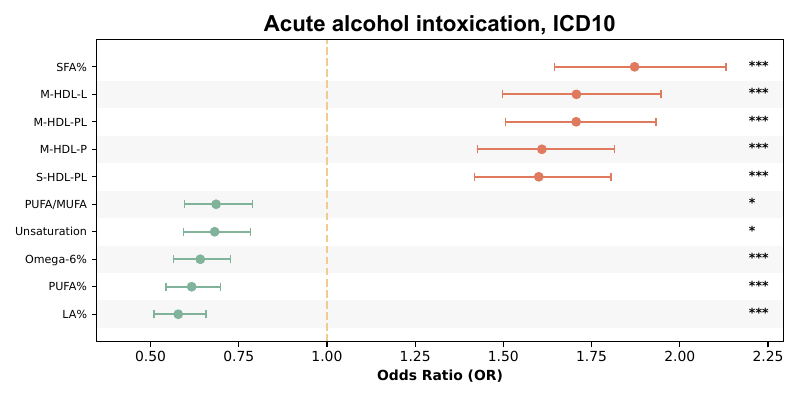 Acute alcohol intoxication, ICD10
SFA% ***
M-HDL-L ***
M-HDL-PL ***
M-HDL-P ***
S-HDL-PL ***
PUFA/MUFA *
Unsaturation *
Omega-6% ***
PUFA% ***
LA% ***
0.50 0.75 1.00 1.25 1.50 1.75 2.00 2.25
Odds Ratio (OR)